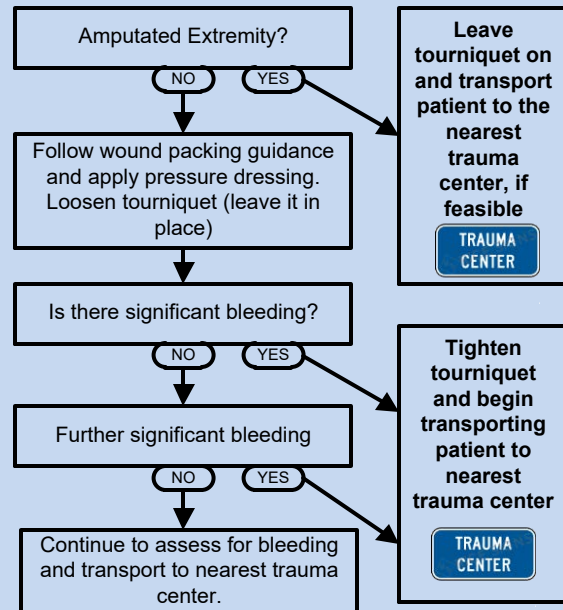 Amputated Extremity?
NO
YES
Leave
tourniquet on
and transport
patient to the
nearest
trauma
center, if
feasible
TRAUMA
CENTER
Follow wound packing guidance
and apply pressure dressing.
Loosen tourniquet (leave it in
place)
Is there significant bleeding?
NO
YES
Tighten
tourniquet
and begin
transporting
patient to
nearest
trauma center
TRAUMA
CENTER
Further significant bleeding
NO
YES
Continue to assess for bleeding
and transport to nearest trauma
center.